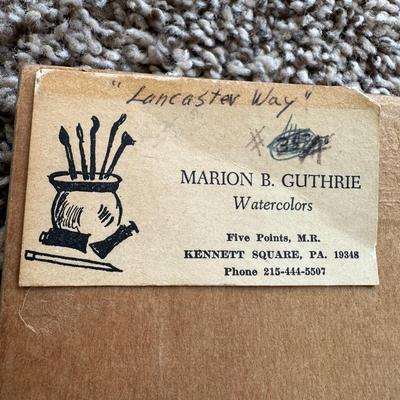 "Lancaster Way"
MARION B. GUTHRIE
Watercolors
Five Points, M.R.
KENNETT SQUARE, PA. 19348
Phone 215-444-5507